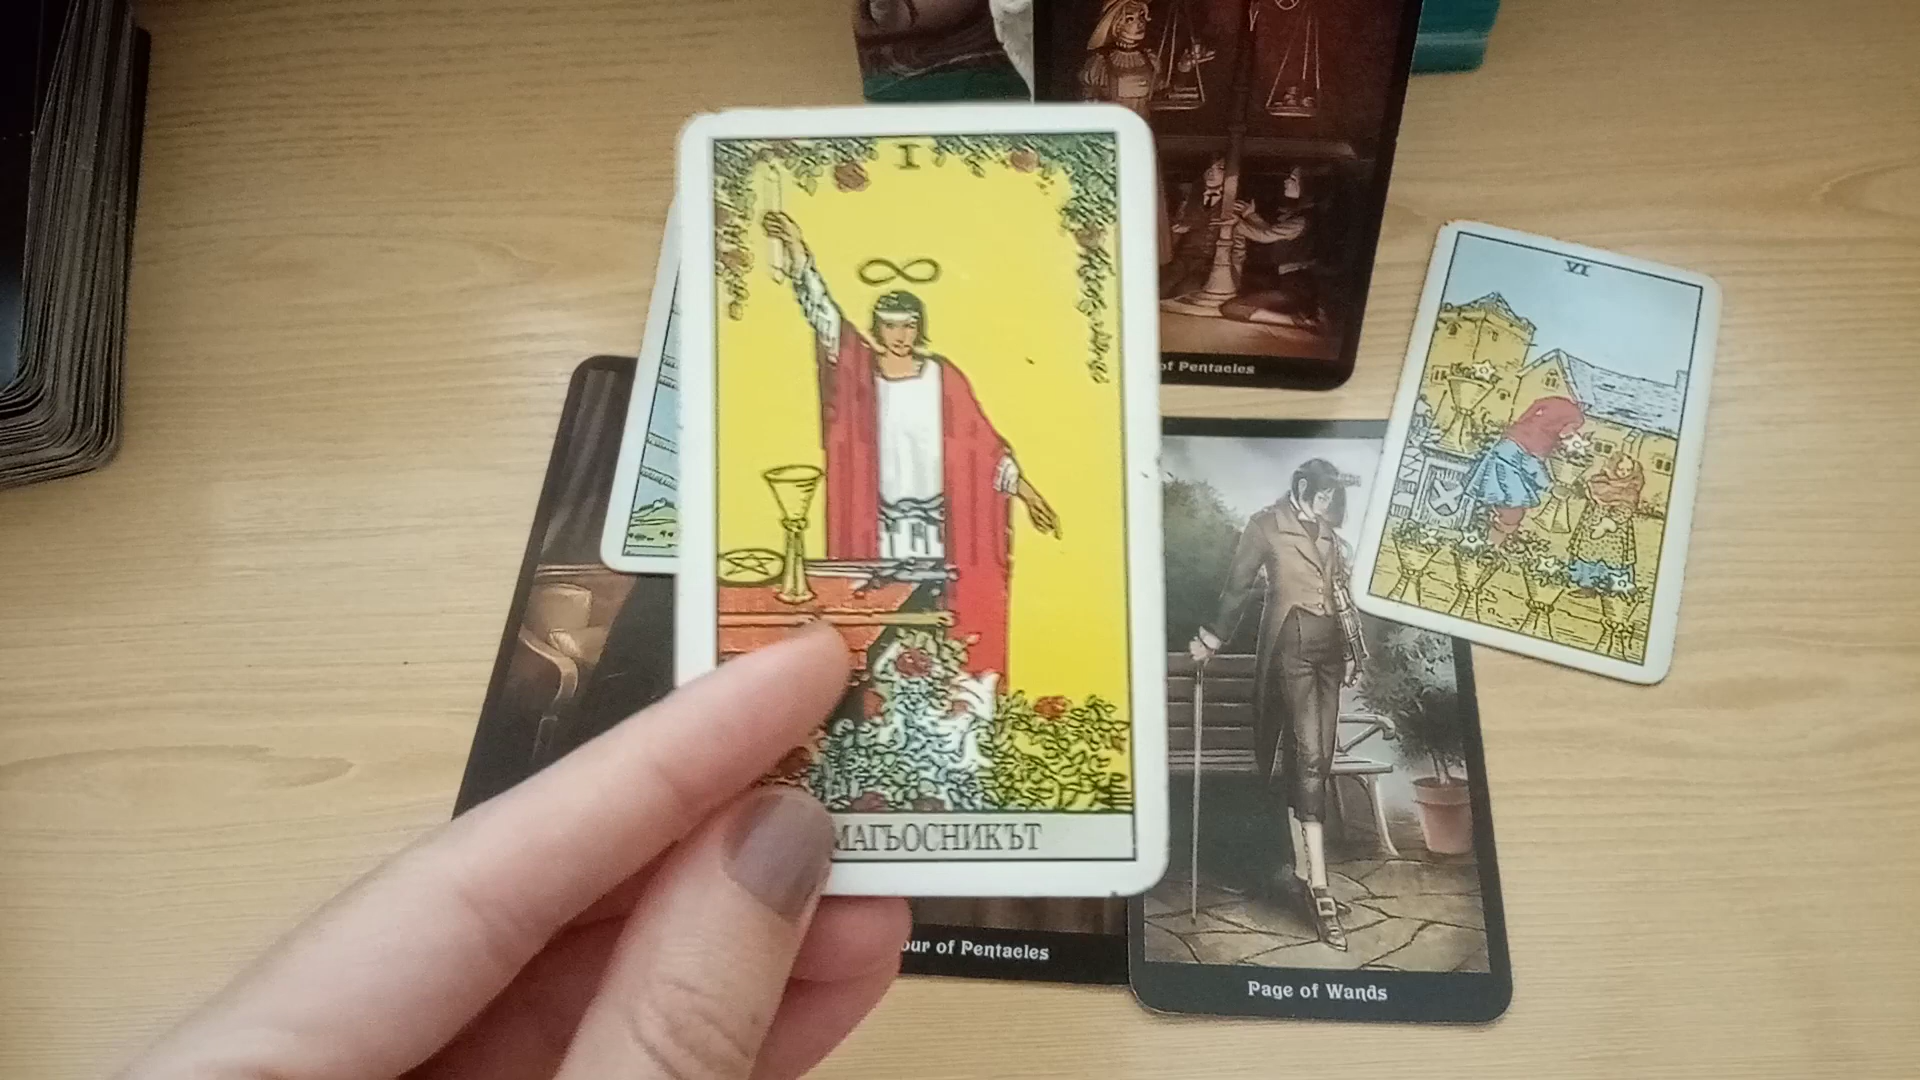 I
МАГЬОСНИКЪТ
of Pentacles
VI
our of Pentacles
Page of Wands